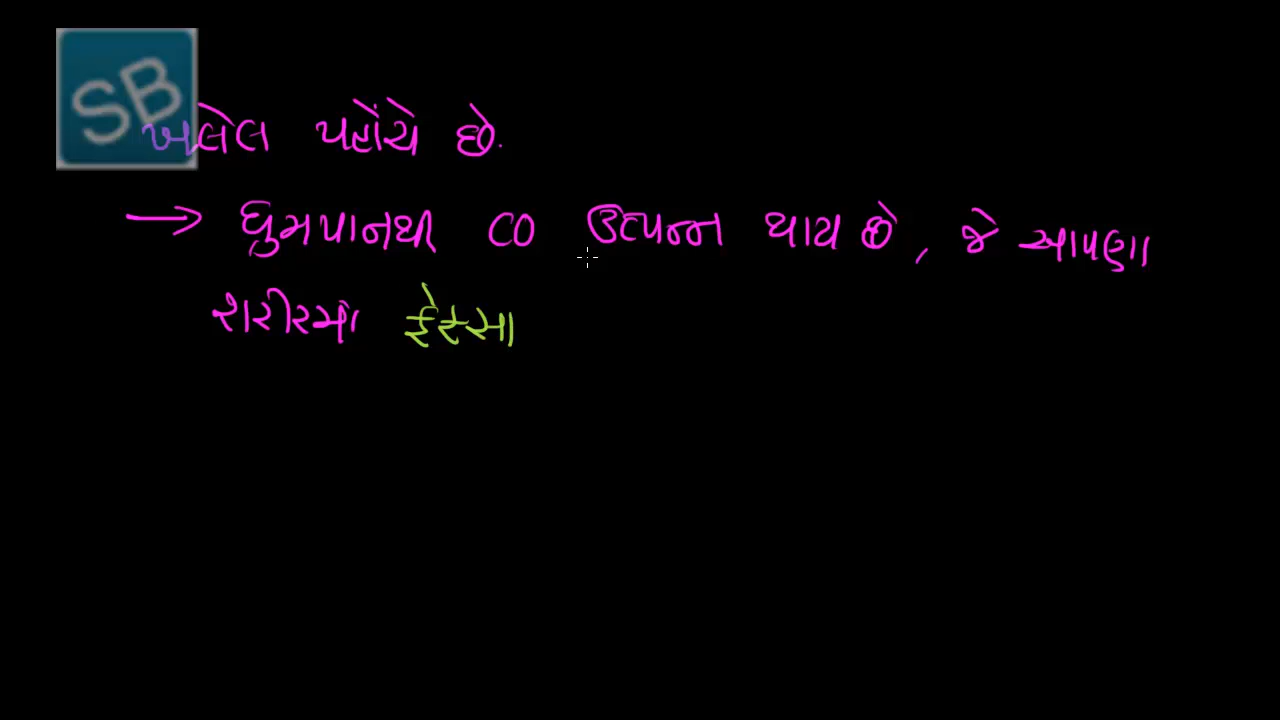 SB
ખલેલ પહોંચે છે.
→ ધુમ્રપાનથી CO ઉત્પન્ન થાય છે, જે આપણા
શરીરમાં ફેફસા